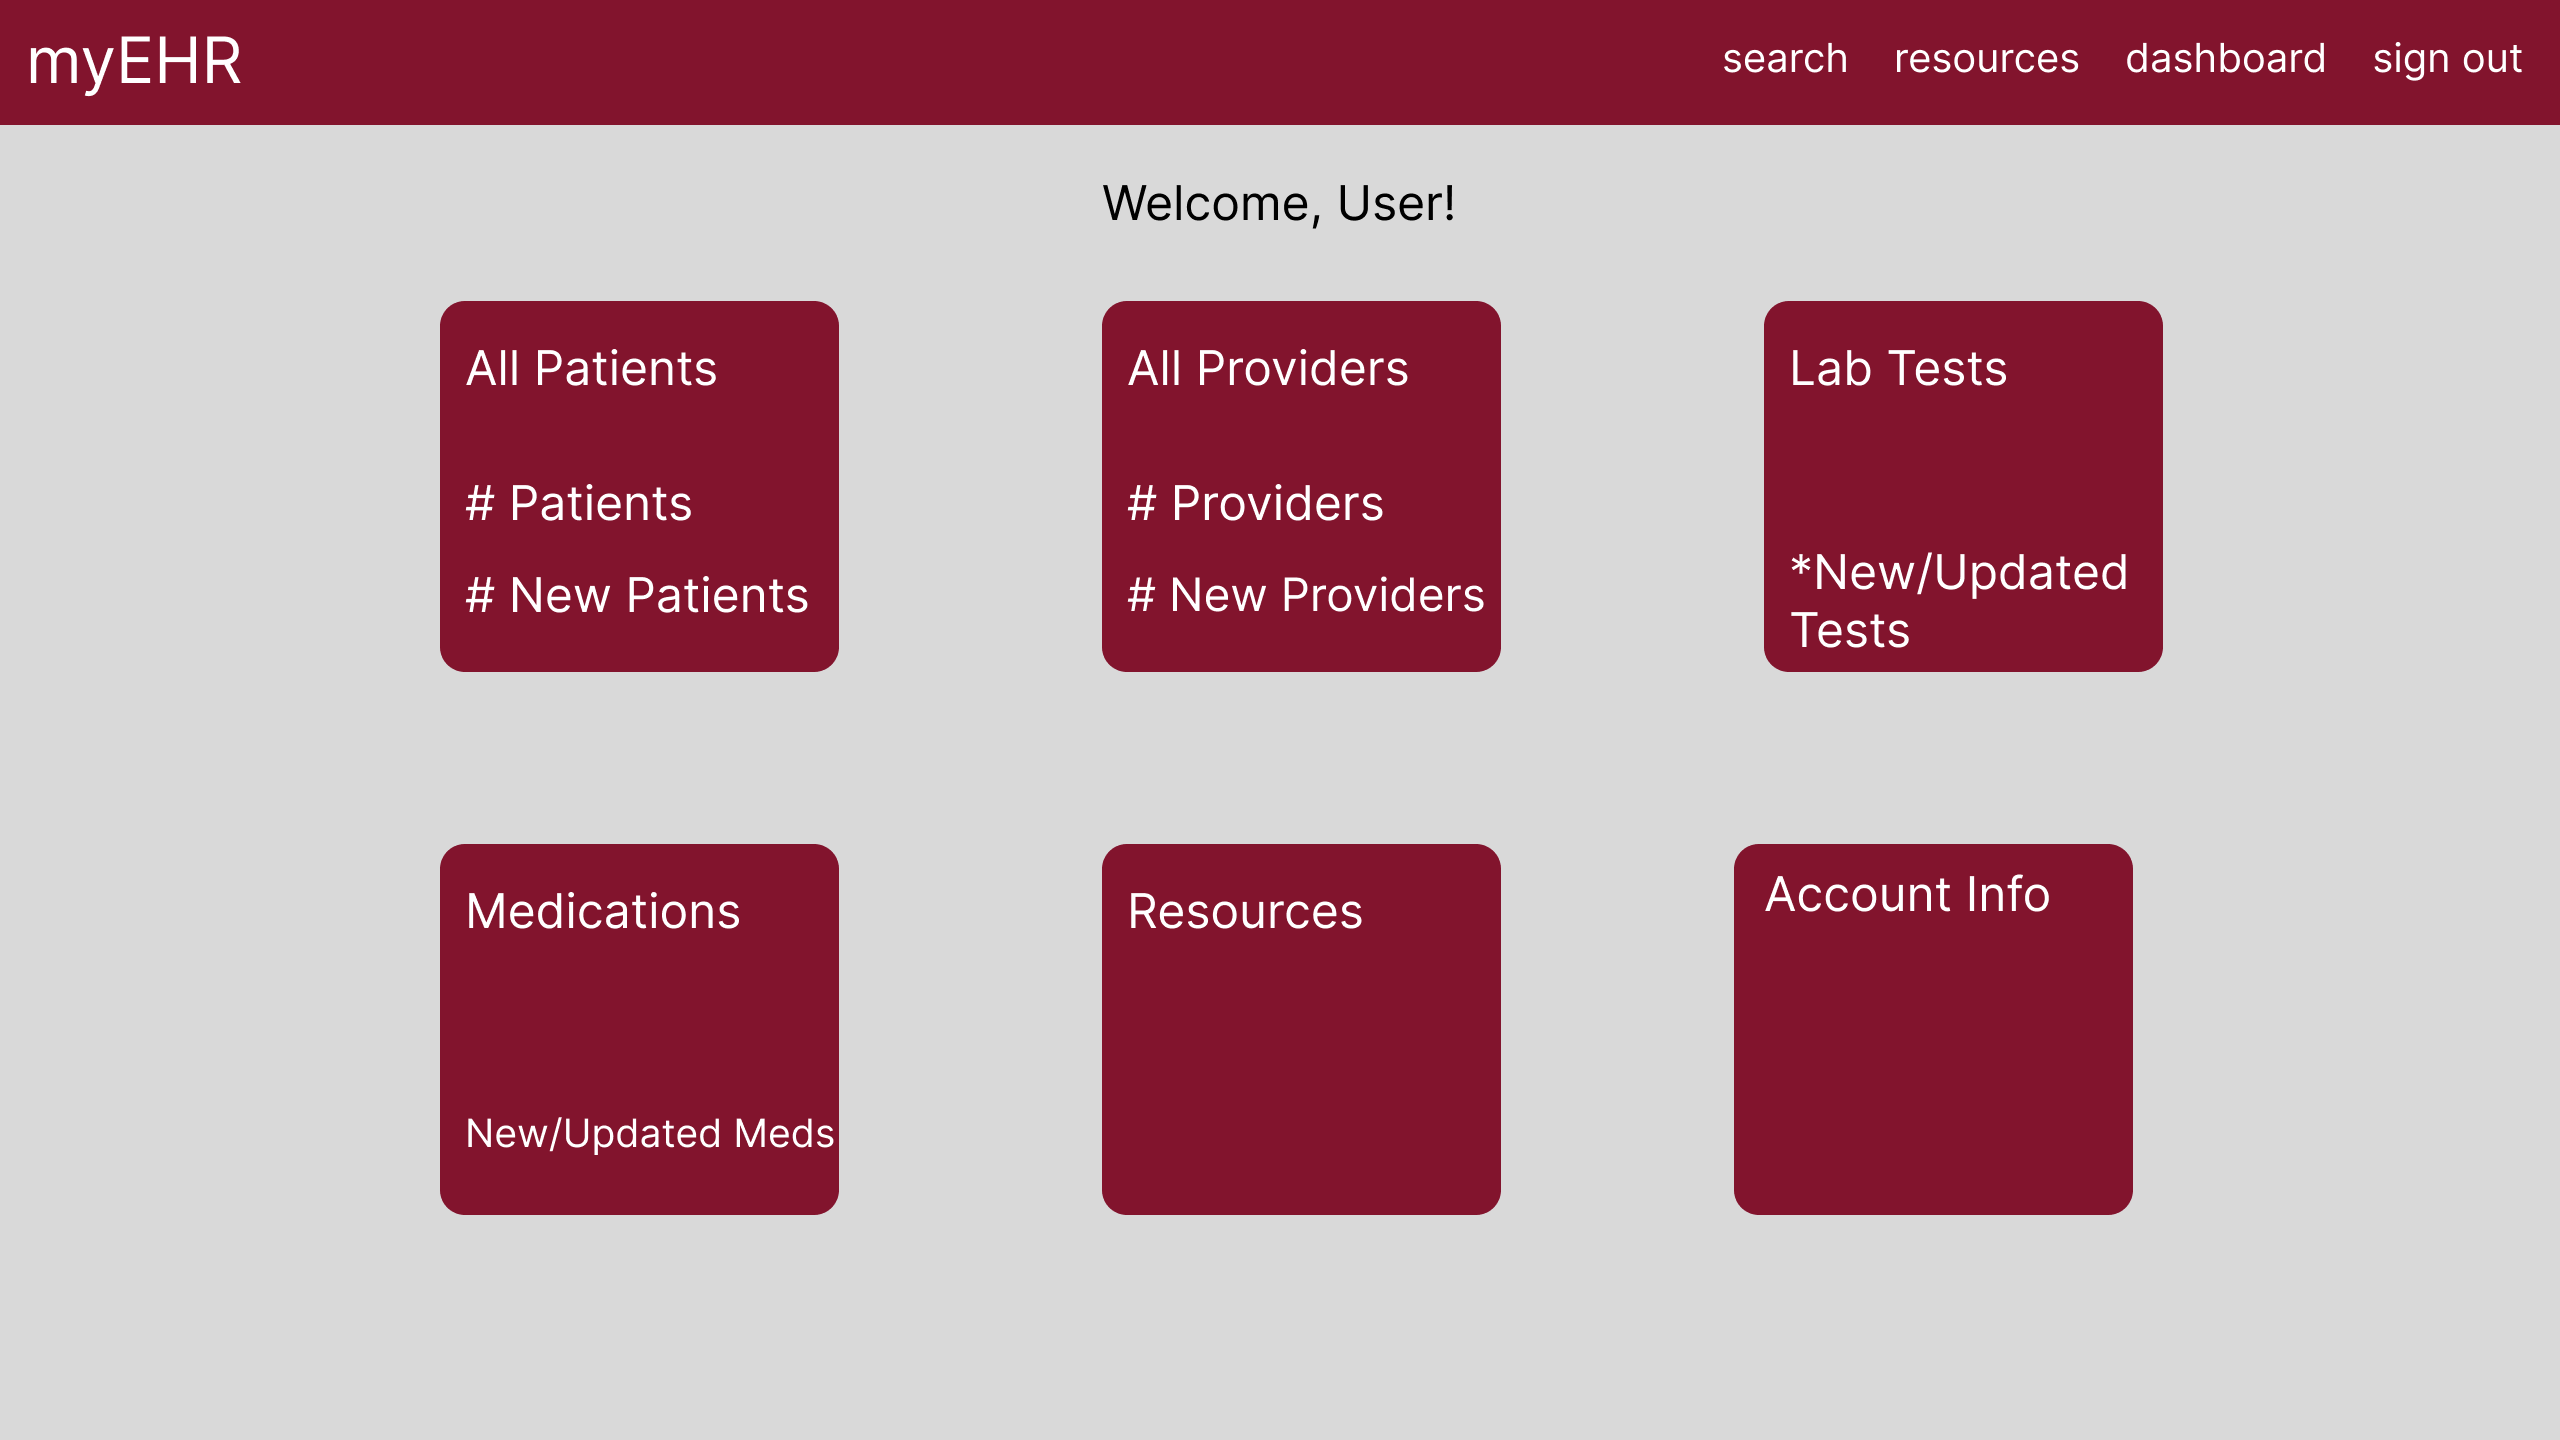 myEHR
search resources dashboard sign out
Welcome, User!
All Patients
# Patients
# New Patients
All Providers
# Providers
# New Providers
Lab Tests
*New/Updated
Tests
Medications
New/Updated Meds
Resources
Account Info